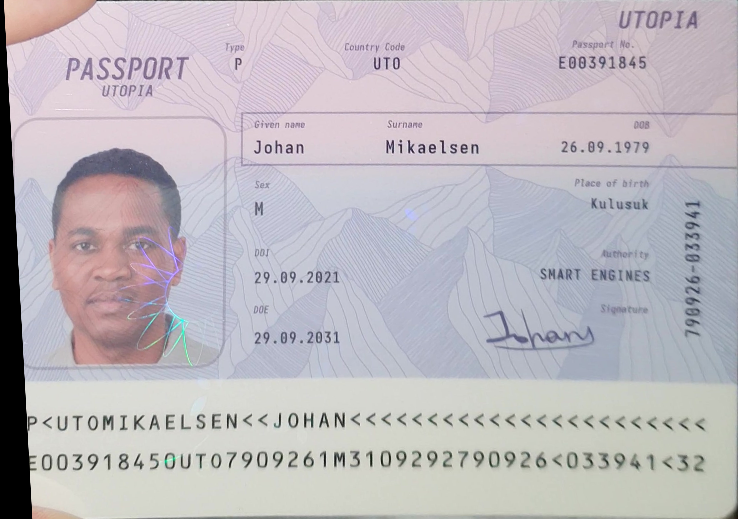 UTOPIA
PASSPORT
UTOPIA
Type
P
Country Code
UTO
Passport No.
E00391845
Given name
Johan
Surname
Mikaelsen
DOB
26.09.1979
Sex
M
Place of birth
Kulusuk
DOI
29.09.2021
Authority
SMART ENGINES
DOE
29.09.2031
Signature
Johans
790926-033941
P<UTOMIKAELSEN<<JOHAN<<<<<<<<<<<<<<<<<<<<<<<
E003918450UTO7909261M3109292790926<033941<32